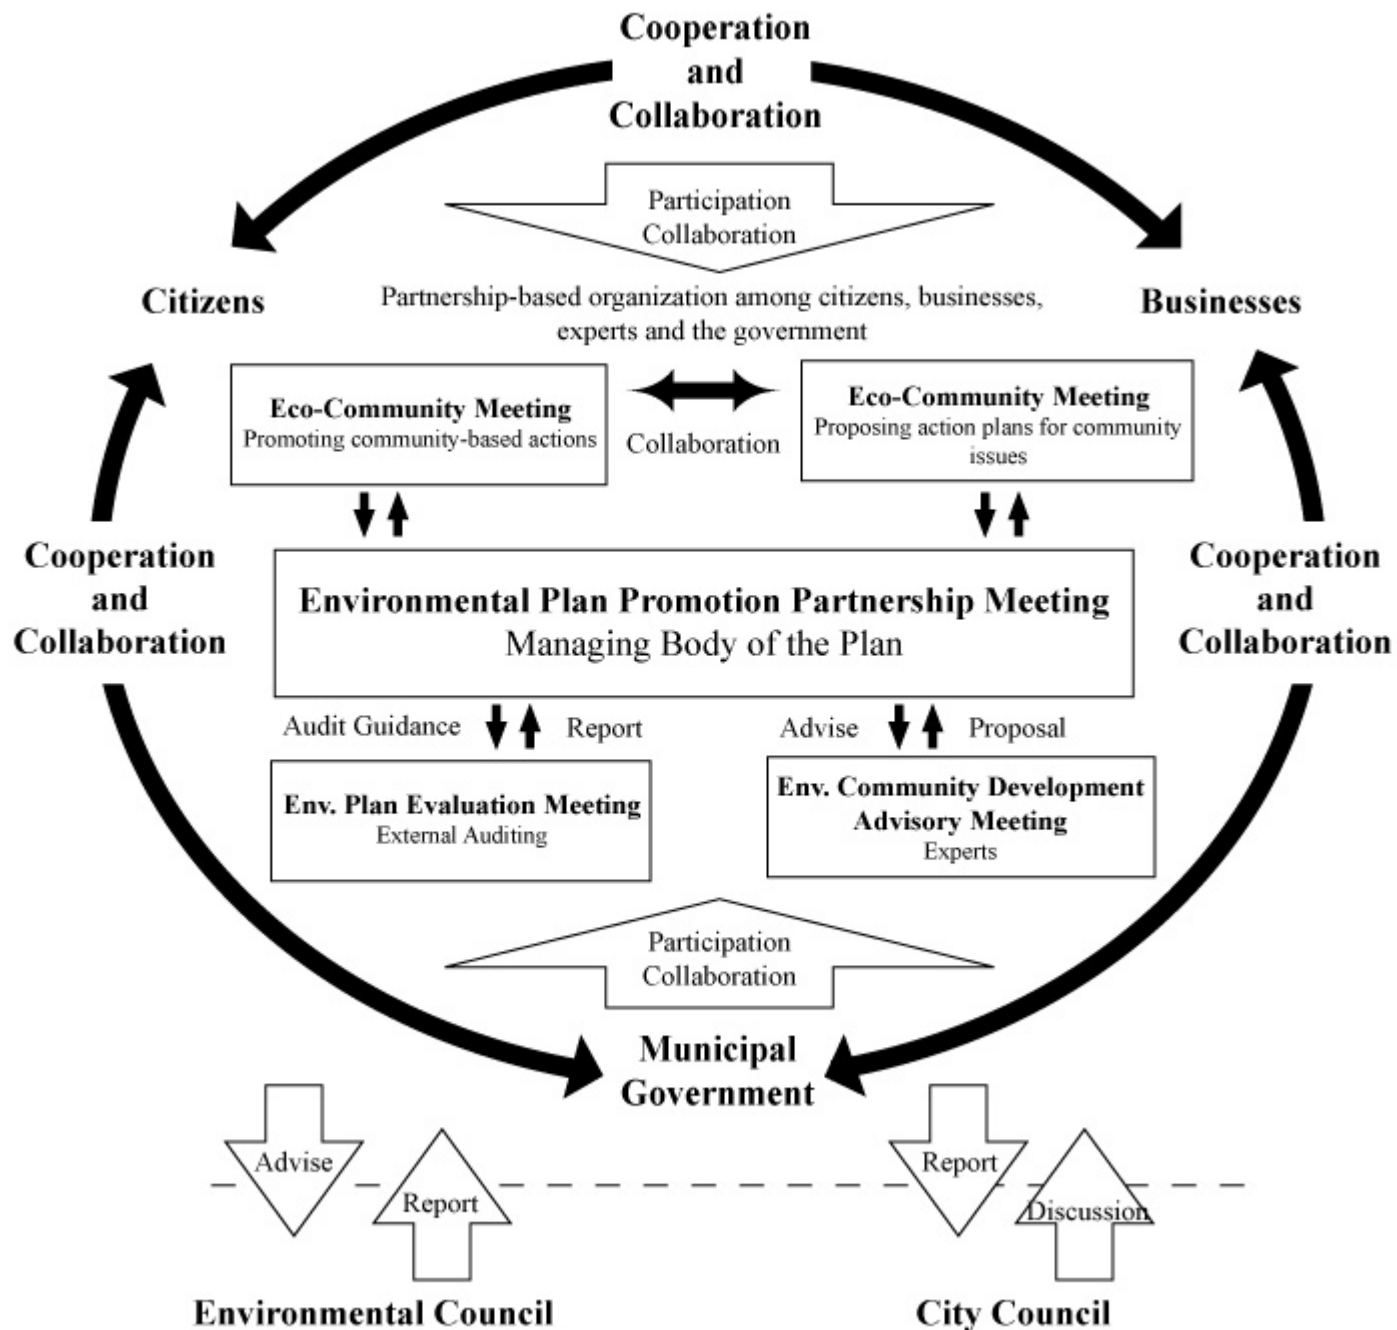 Cooperation
and
Collaboration
Participation
Collaboration
Citizens
Partnership-based organization among citizens, businesses,
experts and the government
Businesses
Eco-Community Meeting
Promoting community-based actions
Collaboration
Eco-Community Meeting
Proposing action plans for community
issues
Cooperation
and
Collaboration
Environmental Plan Promotion Partnership Meeting
Managing Body of the Plan
Cooperation
and
Collaboration
Audit Guidance
Report
Advise
Proposal
Env. Plan Evaluation Meeting
External Auditing
Env. Community Development
Advisory Meeting
Experts
Participation
Collaboration
Municipal
Government
Advise
Report
Report
Discussion
Environmental Council
City Council